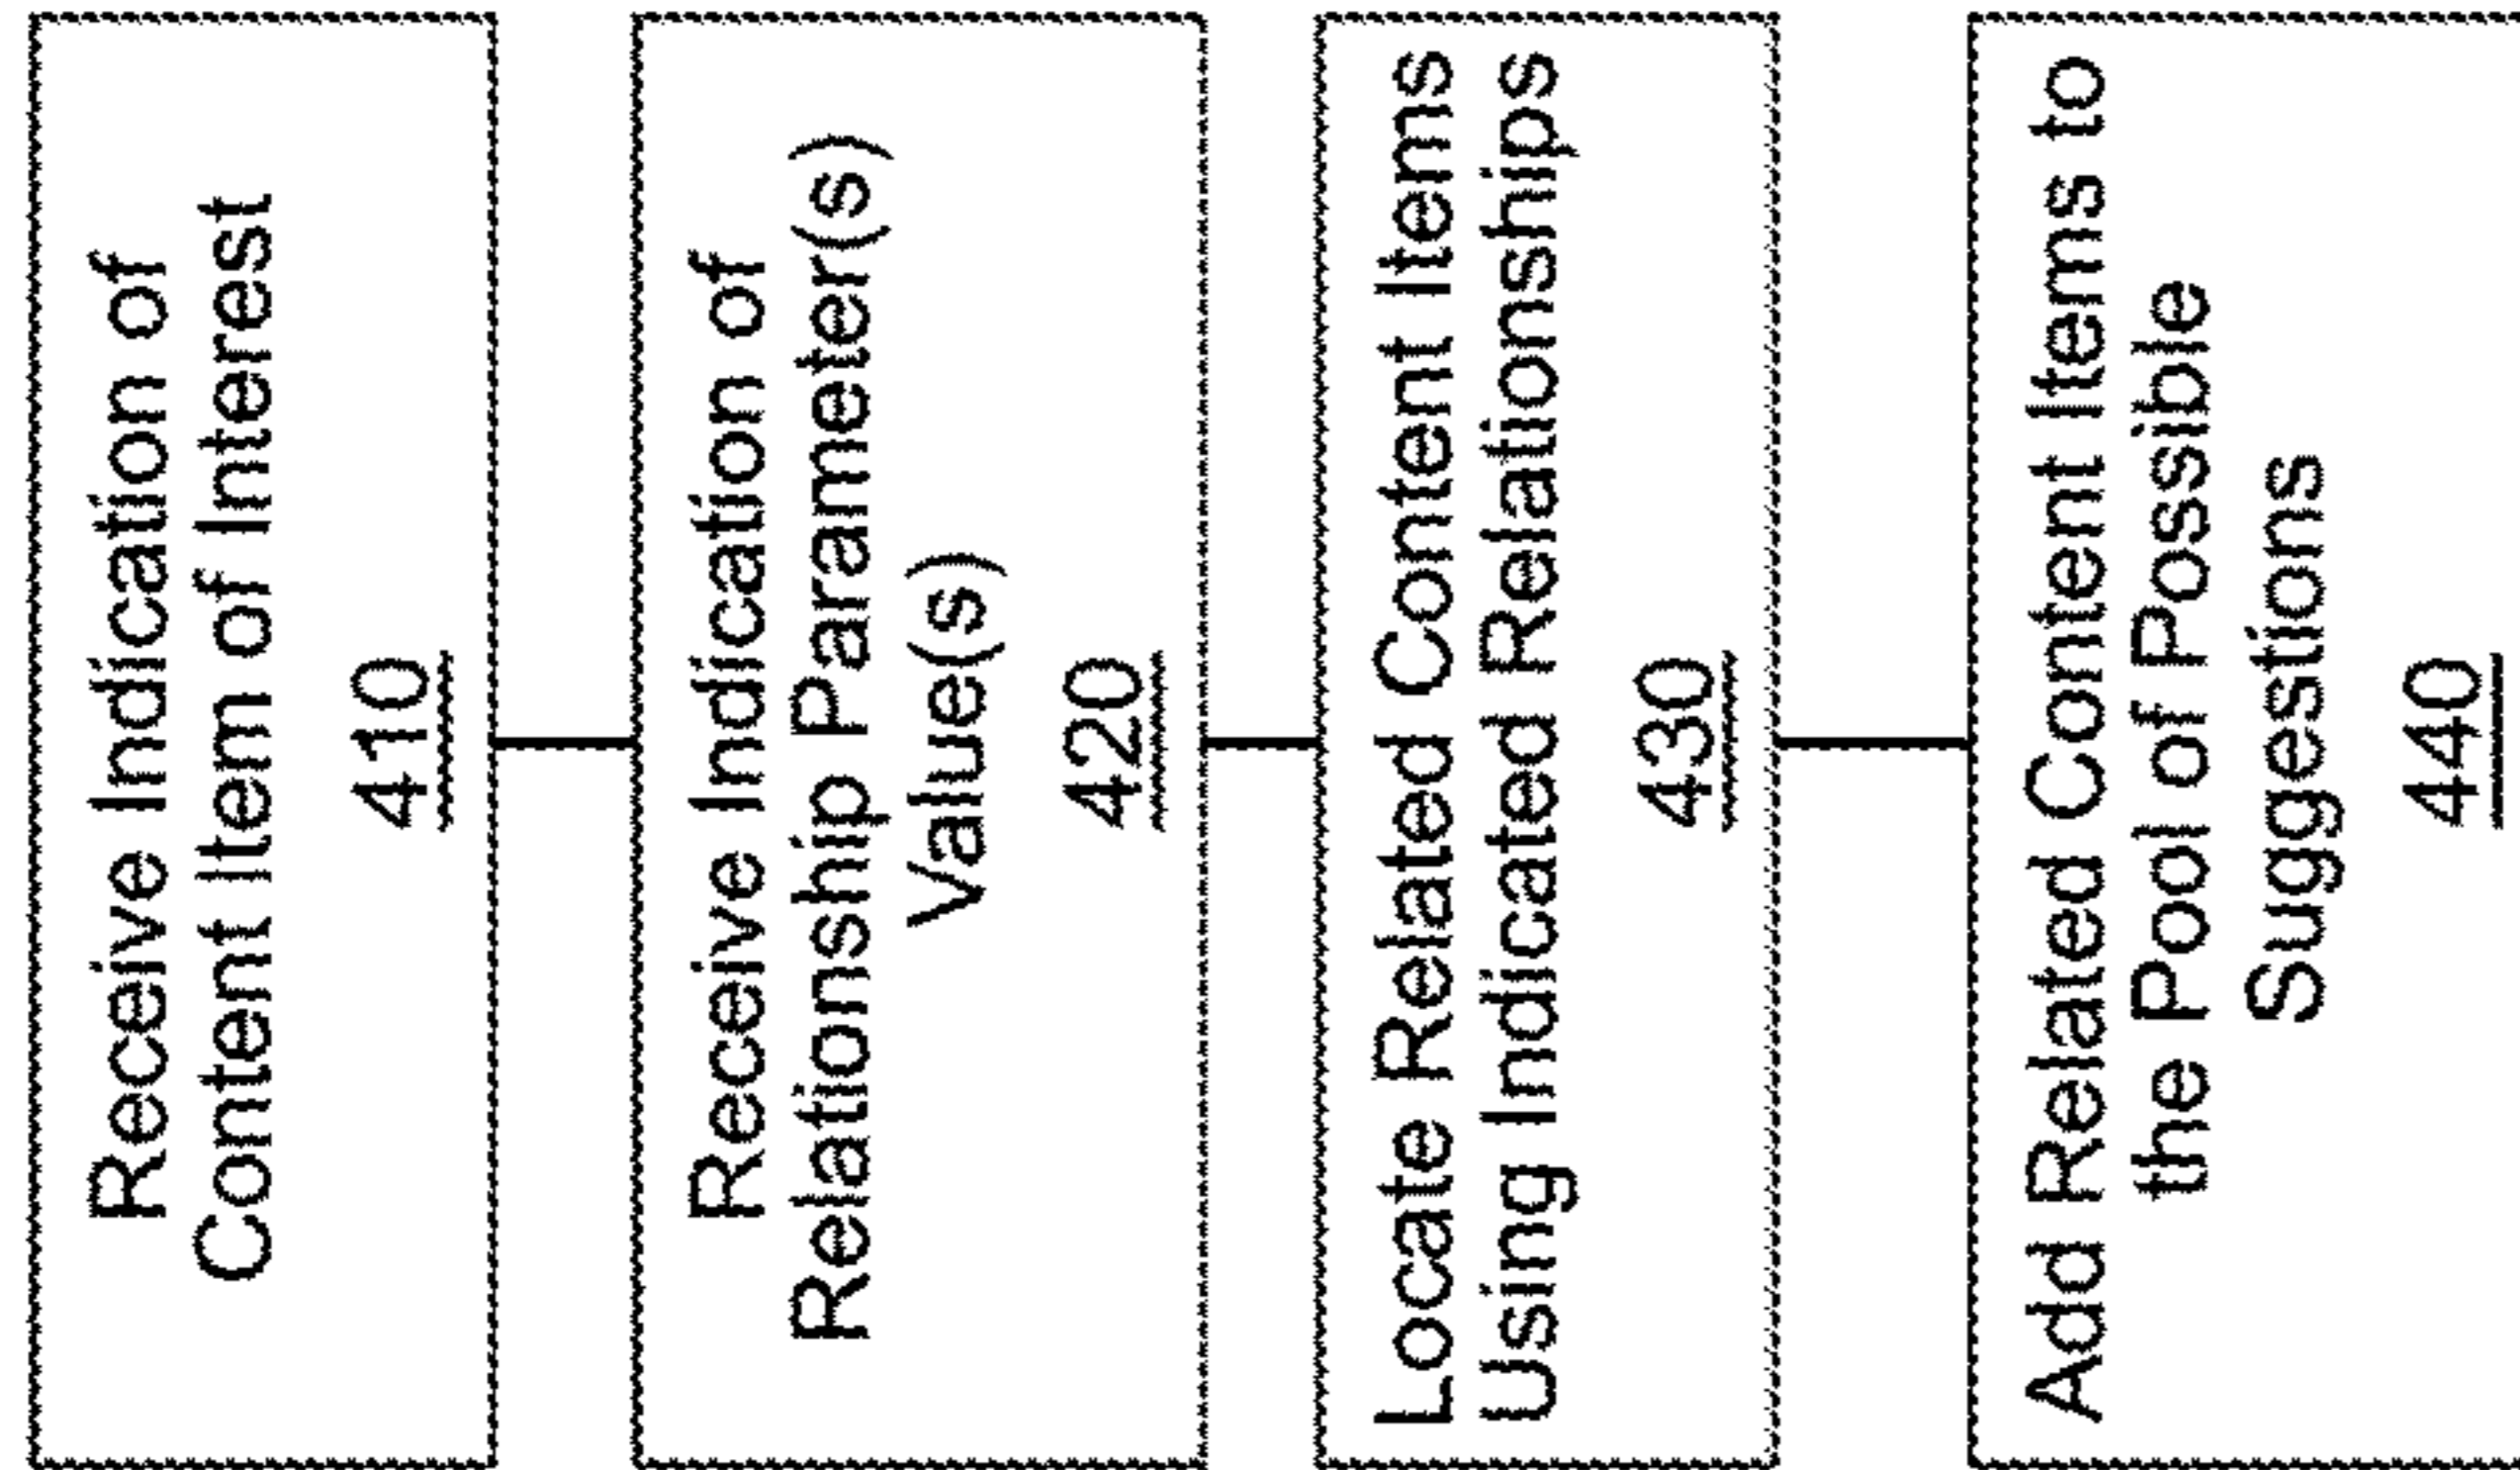 Receive Indication of
Content Item of Interest
410
Receive Indication of
Relationship Parameter(s)
Value(s)
420
Locate Related Content Items
Using Indicated Relationships
430
Add Related Content Items to
the Pool of Possible
Suggestions
440